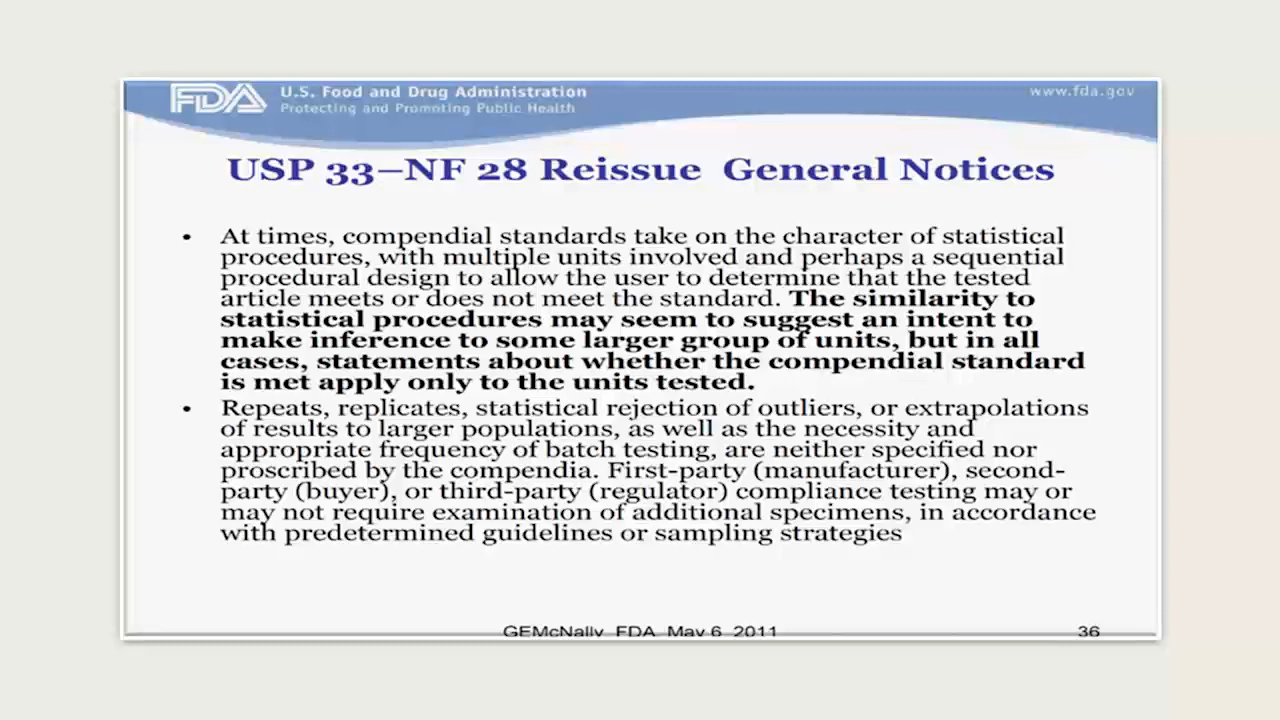 FDA U.S. Food and Drug Administration www.fda.gov
Protecting and Promoting Public Health
USP 33–NF 28 Reissue General Notices
• At times, compendial standards take on the character of statistical
procedures, with multiple units involved and perhaps a sequential
procedural design to allow the user to determine that the tested
article meets or does not meet the standard. The similarity to
statistical procedures may seem to suggest an intent to
make inference to some larger group of units, but in all
cases, statements about whether the compendial standard
is met apply only to the units tested.
• Repeats, replicates, statistical rejection of outliers, or extrapolations
of results to larger populations, as well as the necessity and
appropriate frequency of batch testing, are neither specified nor
proscribed by the compendia. First-party (manufacturer), second-
party (buyer), or third-party (regulator) compliance testing may or
may not require examination of additional specimens, in accordance
with predetermined guidelines or sampling strategies
GEMcNally FDA May 6 2011 36